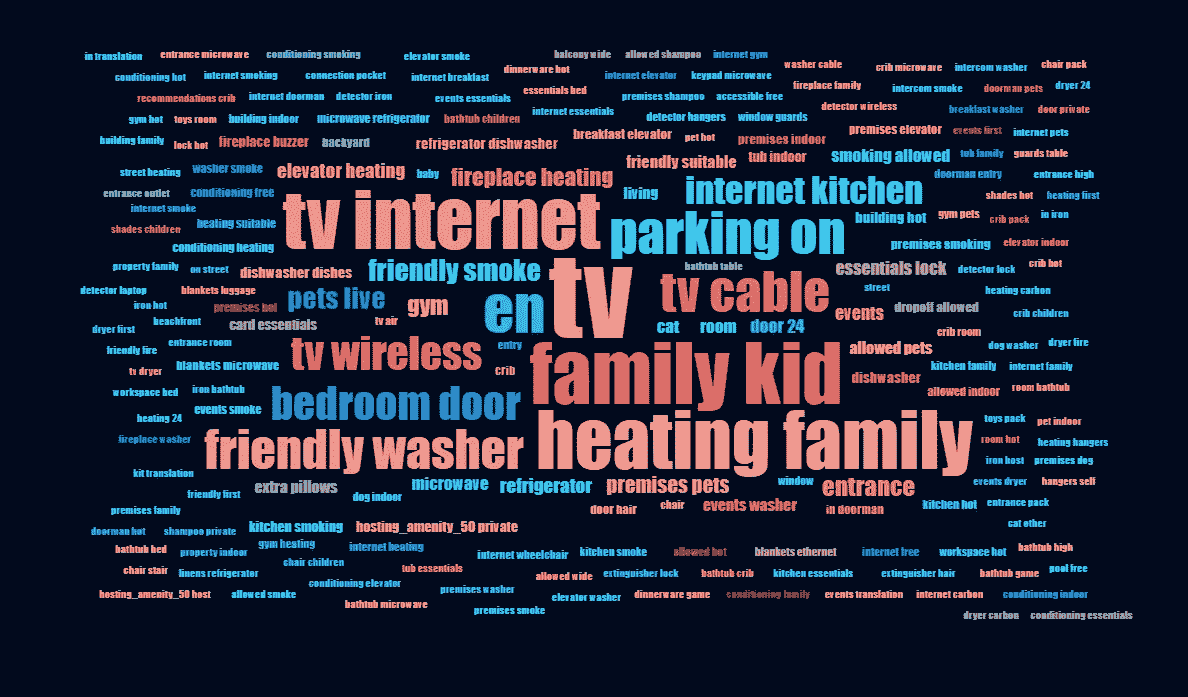 in translation entrance microwave conditioning smoking elevator smoke balcony wide allowed shampoo internet gym
conditioning hot internet smoking connection pocket internet breakfast dinnerware hot internet elevator keypad microwave washer cable crib microwave intercom washer chair pack
recommendations crib internet doorman detector iron events essentials essentials bed premises shampoo accessible free fireplace family intercom smoke doorman pets dryer 24
gym hot toys room building indoor microwave refrigerator bathtub children internet essentials detector hangers window guards detector wireless breakfast washer door private
building family lock hot fireplace buzzer backyard refrigerator dishwasher breakfast elevator pet hot premises indoor premises elevator events first internet pets
street heating washer smoke elevator heating baby fireplace heating friendly suitable tub indoor smoking allowed tub family guards table
entrance outlet conditioning free living internet kitchen doorman entry entrance high
internet smoke shades hot heating first
shades children heating suitable tv internet parking on building hot gym pets crib pack in iron
conditioning heating premises smoking elevator indoor
property family on street dishwasher dishes friendly smoke bathtub table essentials lock detector lock crib hot
detector laptop blankets luggage tv tv cable street heating carbon
iron hot premises hot pets live gym en events dropoff allowed crib children
dryer first beachfront card essentials tv air cat room door 24 crib room
friendly fire entrance room tv wireless entry family kid allowed pets dog washer dryer fire
tv dryer blankets microwave crib dishwasher kitchen family internet family
workspace bed iron bathtub bedroom door allowed indoor room bathtub
heating 24 events smoke toys pack pet indoor
fireplace washer friendly washer heating family room hot heating hangers
kit translation iron host premises dog
friendly first extra pillows dog indoor microwave refrigerator premises pets window entrance events dryer hangers self
premises family door hair chair events washer in doorman kitchen hot entrance pack
doorman hot shampoo private kitchen smoking hosting_amenity_50 private cat other
bathtub bed property indoor gym heating internet heating internet wheelchair kitchen smoke allowed hot blankets ethernet internet free workspace hot bathtub high
chair stair linens refrigerator chair children tub essentials allowed wide extinguisher lock bathtub crib kitchen essentials extinguisher hair bathtub game pool free
hosting_amenity_50 host allowed smoke conditioning elevator premises washer elevator washer dinnerware game conditioning family events translation internet carbon conditioning indoor
bathtub microwave premises smoke dryer carbon conditioning essentials